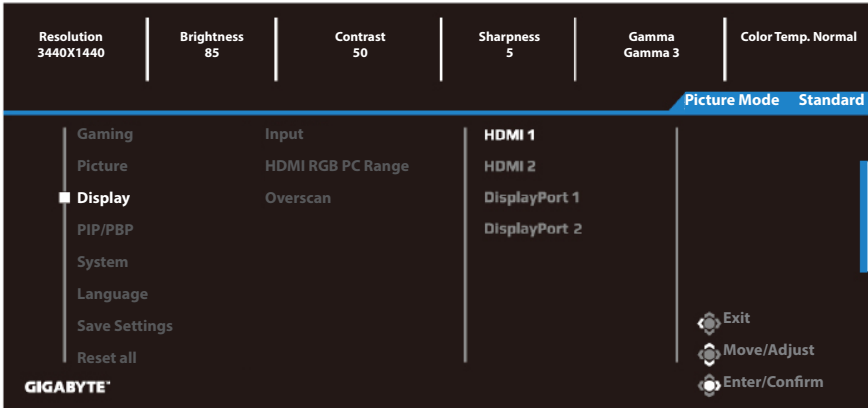 Resolution
3440X1440
Brightness
85
Contrast
50
Sharpness
5
Gamma
Gamma 3
Color Temp. Normal
Picture Mode Standard
Gaming
Picture
Display
PIP/PBP
System
Language
Save Settings
Reset all
Input
HDMI RGB PC Range
Overscan
HDMI 1
HDMI 2
DisplayPort 1
DisplayPort 2
Exit
Move/Adjust
Enter/Confirm
GIGABYTE™